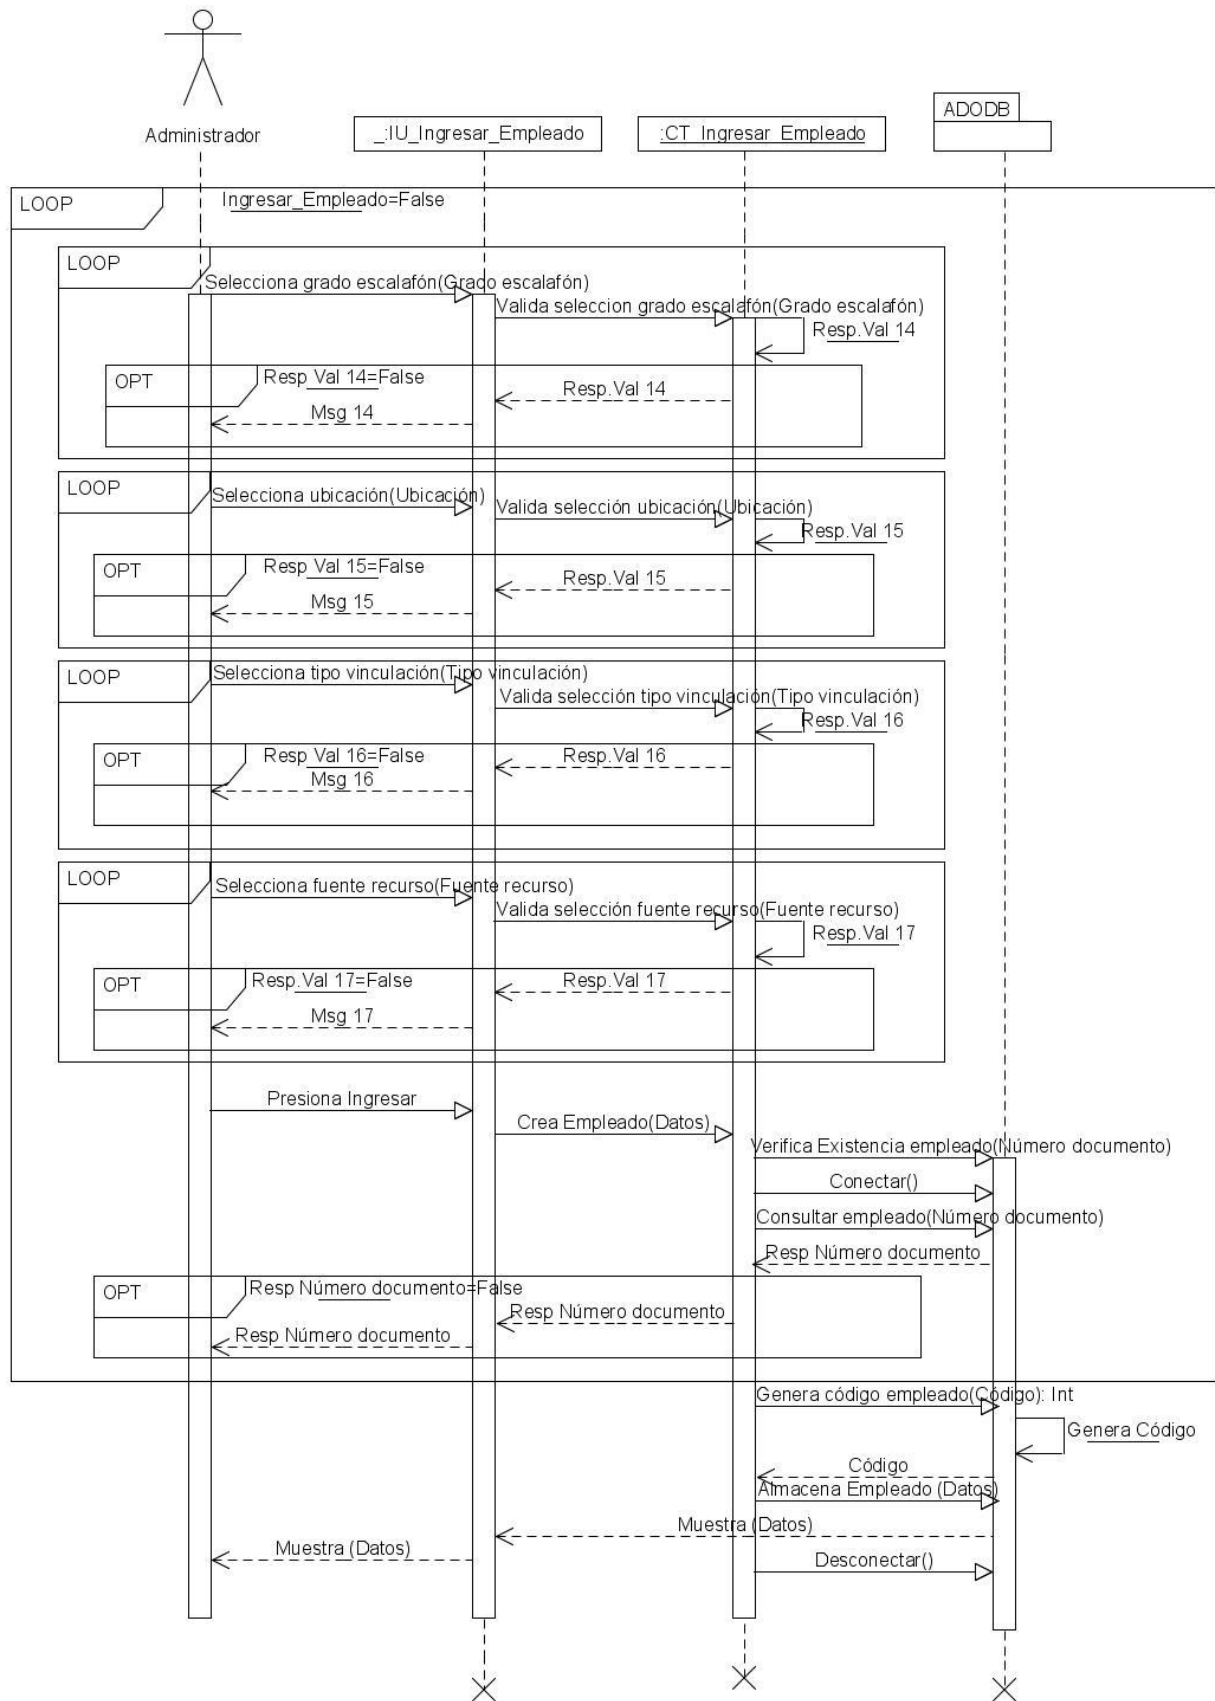 ADODB
Administrador
_:IU_Ingresar_Empleado
:CT_Ingresar_Empleado
LOOP
Ingresar_Empleado=False
LOOP
Selecciona grado escalafón(Grado escalafón)
Valida seleccion grado escalafón(Grado escalafón)
Resp.Val 14
OPT
Resp Val 14=False
Resp.Val 14
Msg 14
LOOP
Selecciona ubicación(Ubicación)
Valida selección ubicación(Ubicación)
Resp.Val 15
OPT
Resp Val 15=False
Resp.Val 15
Msg 15
LOOP
Selecciona tipo vinculación(Tipo vinculación)
Valida selección tipo vinculación(Tipo vinculación)
Resp.Val 16
OPT
Resp Val 16=False
Resp.Val 16
Msg 16
LOOP
Selecciona fuente recurso(Fuente recurso)
Valida selección fuente recurso(Fuente recurso)
Resp.Val 17
OPT
Resp.Val 17=False
Resp.Val 17
Msg 17
Presiona Ingresar
Crea Empleado(Datos)
Verifica Existencia empleado(Número documento)
Conectar()
Consultar empleado(Número documento)
Resp Número documento
OPT
Resp Número documento=False
Resp Número documento
Resp Número documento
Genera código empleado(Código): Int
Genera Código
Código
Almacena Empleado (Datos)
Muestra (Datos)
Muestra (Datos)
Desconectar()